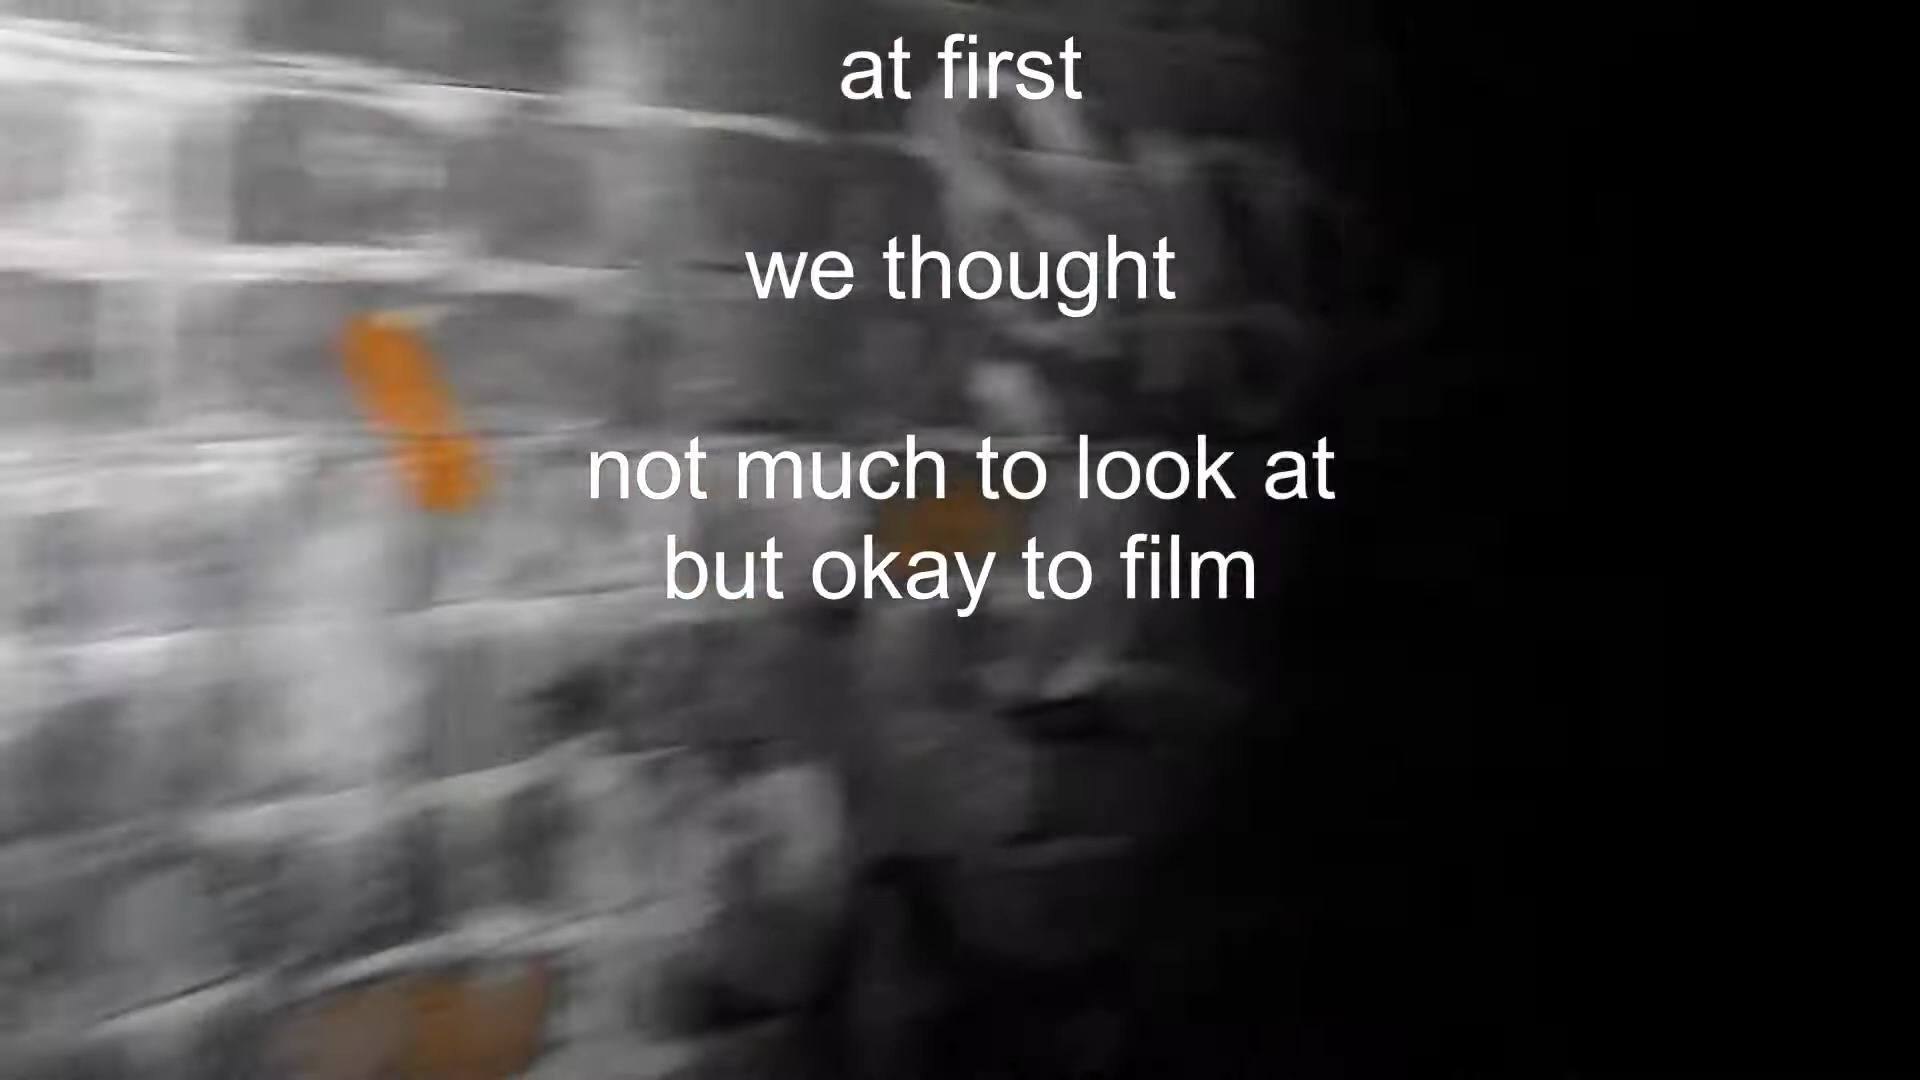 at first
we thought
not much to look at
but okay to film